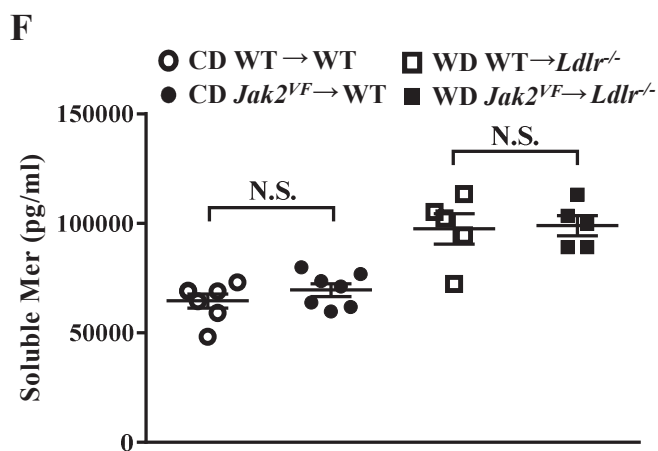 F
CD WT→WT
WD WT→Ldlr-/-
CD Jak2VF→WT
WD Jak2VF→Ldlr-/-
150000
N.S.
N.S.
100000
50000
0
Soluble Mer (pg/ml)